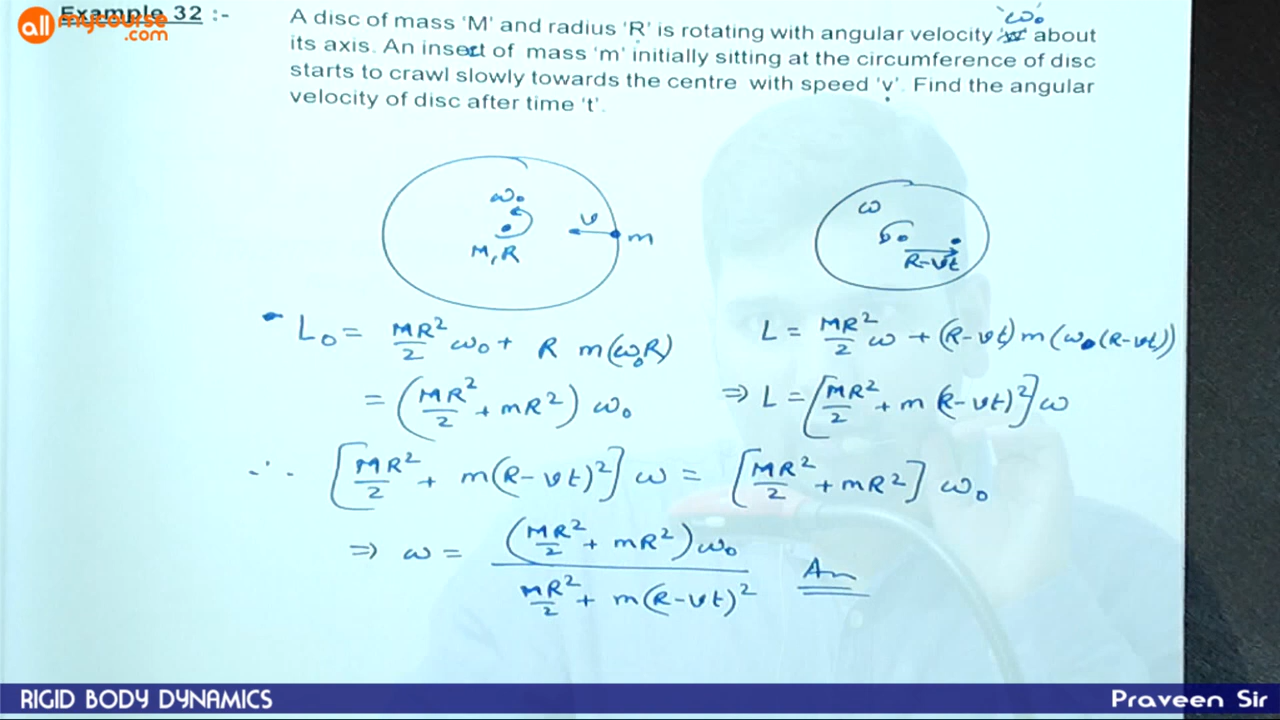 allmycourse.com
Example 32 :-
ω₀
A disc of mass 'M' and radius 'R' is rotating with angular velocity about
its axis. An insect of mass 'm' initially sitting at the circumference of disc
starts to crawl slowly towards the centre with speed 'v'. Find the angular
velocity of disc after time 't'.
ω₀
v
m
M, R
ω
R-vt
L₀ = MR²/2 ω₀ + R m(ω₀R)
= (MR²/2 + mR²) ω₀
L = MR²/2 ω + (R-vt) m (ω₀(R-vt))
⇒ L = [MR²/2 + m (R-vt)²] ω
∴ [MR²/2 + m(R-vt)²] ω = [MR²/2 + mR²] ω₀
⇒ ω = (MR²/2 + mR²) ω₀ / MR²/2 + m(R-vt)² An
RIGID BODY DYNAMICS
Praveen Sir